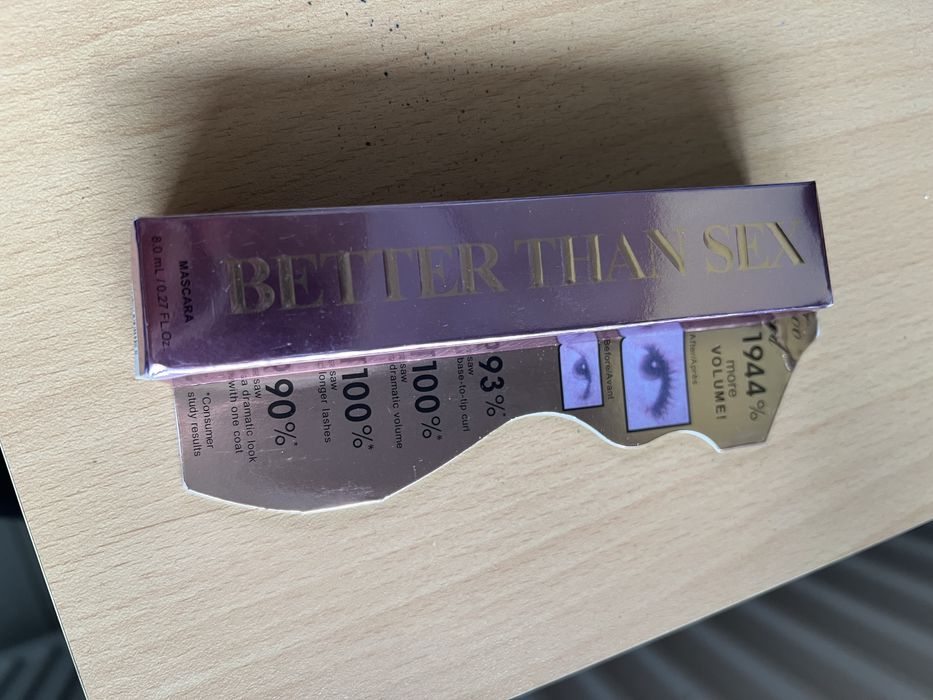 BETTER THAN SEX
MASCARA
8.0 mL / 0.27 FL.Oz
1944%
more
VOLUME!
After/Après
Before/Avant
93%*
saw
base-to-tip curl
100%*
saw
dramatic volume
100%*
saw
longer lashes
90%*
saw
a dramatic look
with one coat
*Consumer
study results